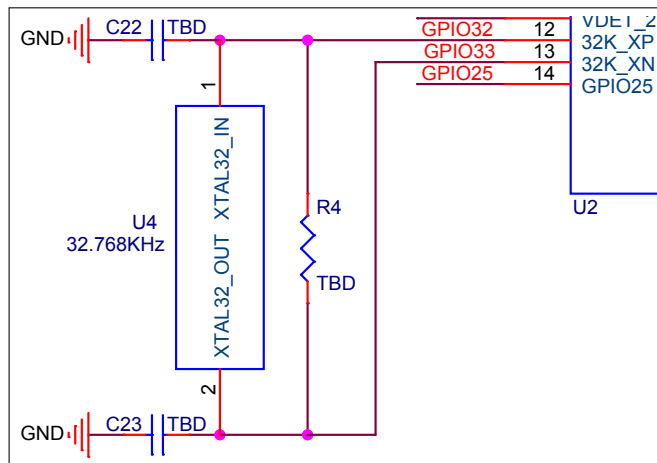 GND
C22
TBD
GPIO32
12
VDET_2
32K_XP
GPIO33
13
32K_XN
GPIO25
14
GPIO25
U2
1
XTAL32_IN
XTAL32_OUT
2
U4
32.768KHz
R4
TBD
GND
C23
TBD